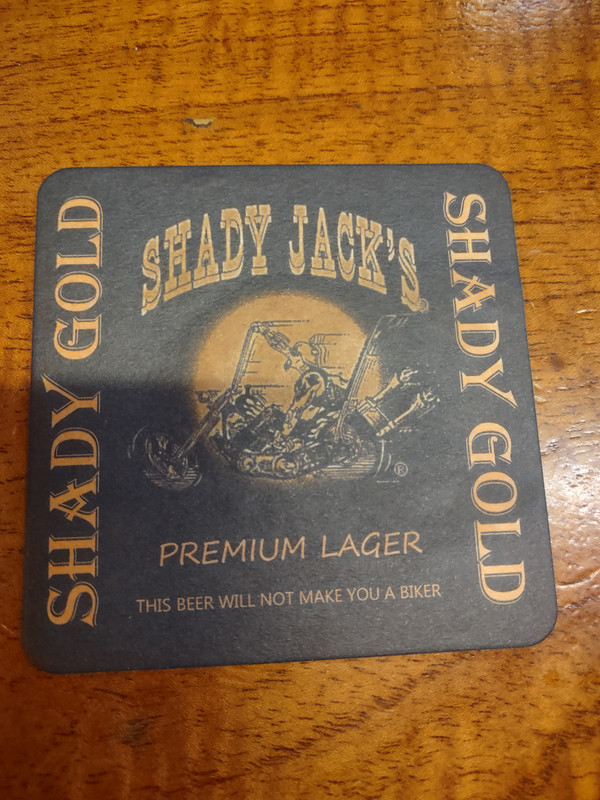 SHADY GOLD
SHADY JACK'S
®
PREMIUM LAGER
THIS BEER WILL NOT MAKE YOU A BIKER
SHADY GOLD